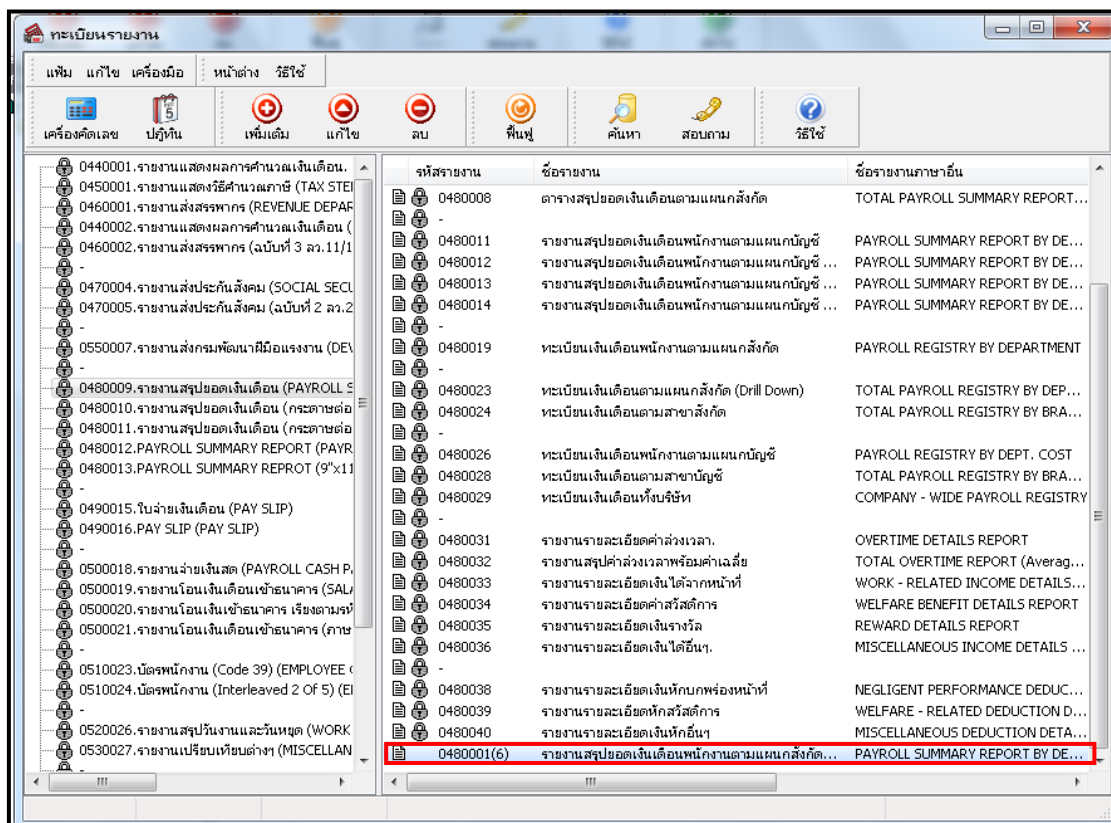 ทะเบียนรายงาน
แฟ้ม แก้ไข เครื่องมือ หน้าต่าง วิธีใช้
เครื่องคิดเลข ปฏิทิน เพิ่มเติม แก้ไข ลบ ฟื้นฟู ค้นหา สอบถาม วิธีใช้
0440001.รายงานแสดงผลการคำนวณเงินเดือน.
0450001.รายงานแสดงวิธีคำนวณภาษี (TAX STE
0460001.รายงานส่งสรรพากร (REVENUE DEPAR
0440002.รายงานแสดงผลการคำนวณเงินเดือน (
0460002.รายงานส่งสรรพากร (ฉบับที่ 3 ลว.11/1
-
0470004.รายงานส่งประกันสังคม (SOCIAL SECU
0470005.รายงานส่งประกันสังคม (ฉบับที่ 2 ลว.2
-
0550007.รายงานส่งกรมพัฒนาฝีมือแรงงาน (DEV
-
0480009.รายงานสรุปยอดเงินเดือน (PAYROLL S
0480010.รายงานสรุปยอดเงินเดือน (กระดาษต่อ
0480011.รายงานสรุปยอดเงินเดือน (กระดาษต่อ
0480012.PAYROLL SUMMARY REPORT (PAYR
0480013.PAYROLL SUMMARY REPROT (9"x11
-
0490015.ใบจ่ายเงินเดือน (PAY SLIP)
0490016.PAY SLIP (PAY SLIP)
-
0500018.รายงานจ่ายเงินสด (PAYROLL CASH P
0500019.รายงานโอนเงินเดือนเข้าธนาคาร (SAL
0500020.รายงานโอนเงินเข้าธนาคาร เรียงตามรห
0500021.รายงานโอนเงินเดือนเข้าธนาคาร (ภาษ
-
0510023.บัตรพนักงาน (Code 39) (EMPLOYEE
0510024.บัตรพนักงาน (Interleaved 2 Of 5) (E
-
0520026.รายงานสรุปวันงานและวันหยุด (WORK
0530027.รายงานเปรียบเทียบต่างๆ (MISCELLAN
รหัสรายงาน ชื่อรายงาน ชื่อรายงานภาษาอื่น
0480008 ตารางสรุปยอดเงินเดือนตามแผนกสังกัด TOTAL PAYROLL SUMMARY REPORT...
-
0480011 รายงานสรุปยอดเงินเดือนพนักงานตามแผนกบัญชี PAYROLL SUMMARY REPORT BY DE...
0480012 รายงานสรุปยอดเงินเดือนพนักงานตามแผนกบัญชี ... PAYROLL SUMMARY REPORT BY DE...
0480013 รายงานสรุปยอดเงินเดือนพนักงานตามแผนกบัญชี ... PAYROLL SUMMARY REPORT BY DE...
0480014 รายงานสรุปยอดเงินเดือนพนักงานตามแผนกบัญชี ... PAYROLL SUMMARY REPORT BY DE...
-
0480019 ทะเบียนเงินเดือนพนักงานตามแผนกสังกัด PAYROLL REGISTRY BY DEPARTMENT
-
0480023 ทะเบียนเงินเดือนตามแผนกสังกัด (Drill Down) TOTAL PAYROLL REGISTRY BY DEP...
0480024 ทะเบียนเงินเดือนตามสาขาสังกัด TOTAL PAYROLL REGISTRY BY BRA...
-
0480026 ทะเบียนเงินเดือนพนักงานตามแผนกบัญชี PAYROLL REGISTRY BY DEPT. COST
0480028 ทะเบียนเงินเดือนตามสาขาบัญชี TOTAL PAYROLL REGISTRY BY BRA...
0480029 ทะเบียนเงินเดือนทั้งบริษัท COMPANY - WIDE PAYROLL REGISTRY
-
0480031 รายงานรายละเอียดค่าล่วงเวลา. OVERTIME DETAILS REPORT
0480032 รายงานสรุปค่าล่วงเวลาพร้อมค่าเฉลี่ย TOTAL OVERTIME REPORT (Averag...
0480033 รายงานรายละเอียดเงินได้จากหน้าที่ WORK - RELATED INCOME DETAILS...
0480034 รายงานรายละเอียดค่าสวัสดิการ WELFARE BENEFIT DETAILS REPORT
0480035 รายงานรายละเอียดเงินรางวัล REWARD DETAILS REPORT
0480036 รายงานรายละเอียดเงินได้อื่นๆ. MISCELLANEOUS INCOME DETAILS ...
-
0480038 รายงานรายละเอียดเงินหักบกพร่องหน้าที่ NEGLIGENT PERFORMANCE DEDUC...
0480039 รายงานรายละเอียดหักสวัสดิการ WELFARE - RELATED DEDUCTION D...
0480040 รายงานรายละเอียดเงินหักอื่นๆ MISCELLANEOUS DEDUCTION DETA...
0480001(6) รายงานสรุปยอดเงินเดือนพนักงานตามแผนกสังกัด... PAYROLL SUMMARY REPORT BY DE...